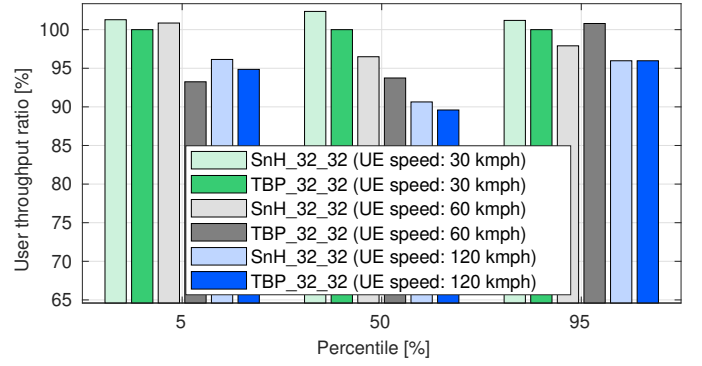 User throughput ratio [%]
100
95
90
85
80
75
70
65
SnH_32_32 (UE speed: 30 kmph)
TBP_32_32 (UE speed: 30 kmph)
SnH_32_32 (UE speed: 60 kmph)
TBP_32_32 (UE speed: 60 kmph)
SnH_32_32 (UE speed: 120 kmph)
TBP_32_32 (UE speed: 120 kmph)
5
50
95
Percentile [%]